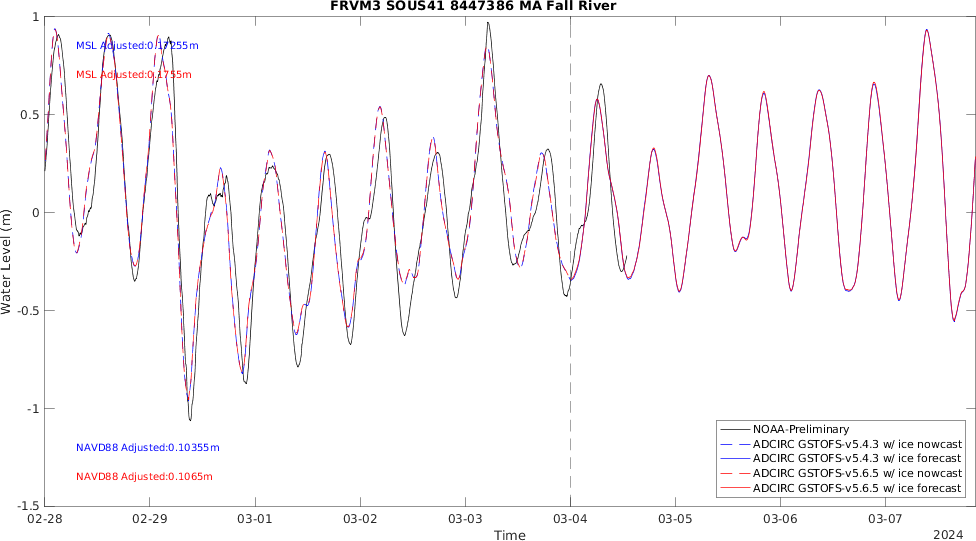 FRVM3 SOUS41 8447386 MA Fall River
1
0.5
0
-0.5
-1
-1.5
Water Level (m)
MSL Adjusted:0.17255m
MSL Adjusted:0.1755m
NAVD88 Adjusted:0.10355m
NAVD88 Adjusted:0.1065m
NOAA-Preliminary
ADCIRC GSTOFS-v5.4.3 w/ ice nowcast
ADCIRC GSTOFS-v5.4.3 w/ ice forecast
ADCIRC GSTOFS-v5.6.5 w/ ice nowcast
ADCIRC GSTOFS-v5.6.5 w/ ice forecast
02-28 02-29 03-01 03-02 03-03 03-04 03-05 03-06 03-07
Time
2024